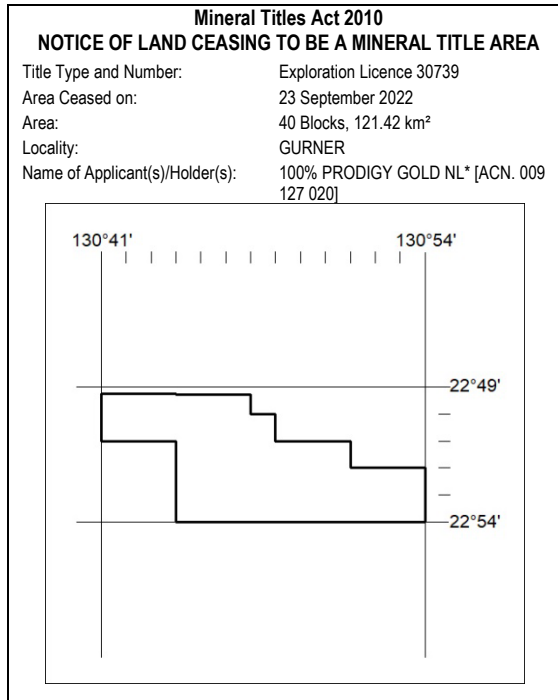 Mineral Titles Act 2010
NOTICE OF LAND CEASING TO BE A MINERAL TITLE AREA
Title Type and Number: Exploration Licence 30739
Area Ceased on: 23 September 2022
Area: 40 Blocks, 121.42 km²
Locality: GURNER
Name of Applicant(s)/Holder(s): 100% PRODIGY GOLD NL* [ACN. 009
127 020]
130°41' 130°54'
22°49'
22°54'